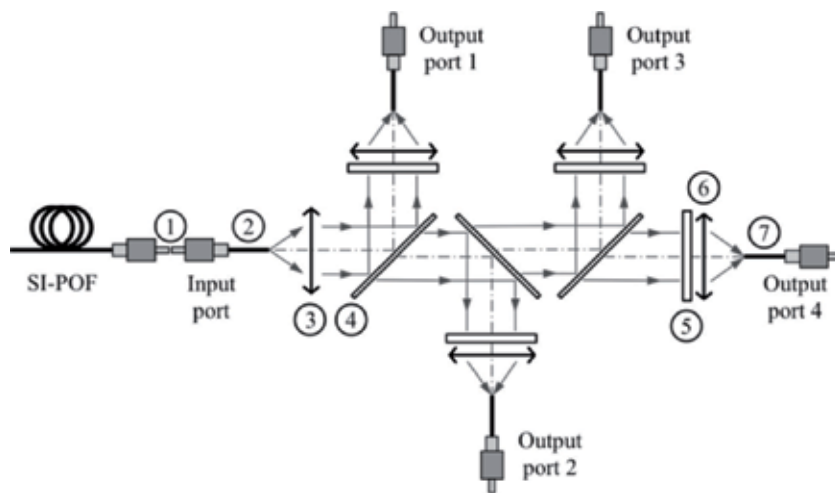 Output
port 1
Output
port 3
①
②
⑥
⑦
SI-POF
Input
port
③
④
⑤
Output
port 4
Output
port 2